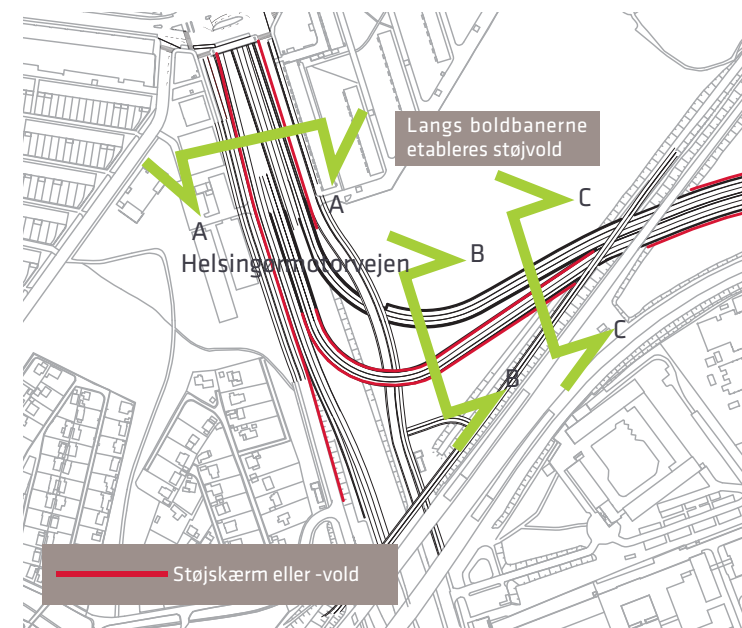 Langs boldbanerne
etableres støjvold
C
A
A
B
Helsingørmotorvejen
C
B
Støjskærm eller -vold